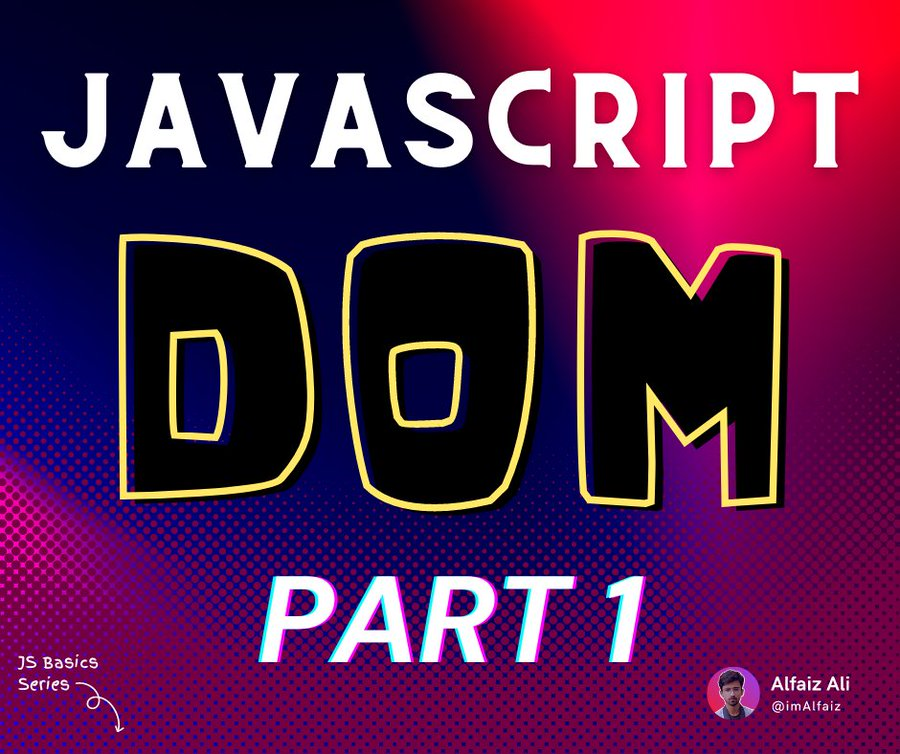 JAVASCRIPT
DOM
PART 1
JS Basics
Series
Alfaiz Ali
@imAlfaiz